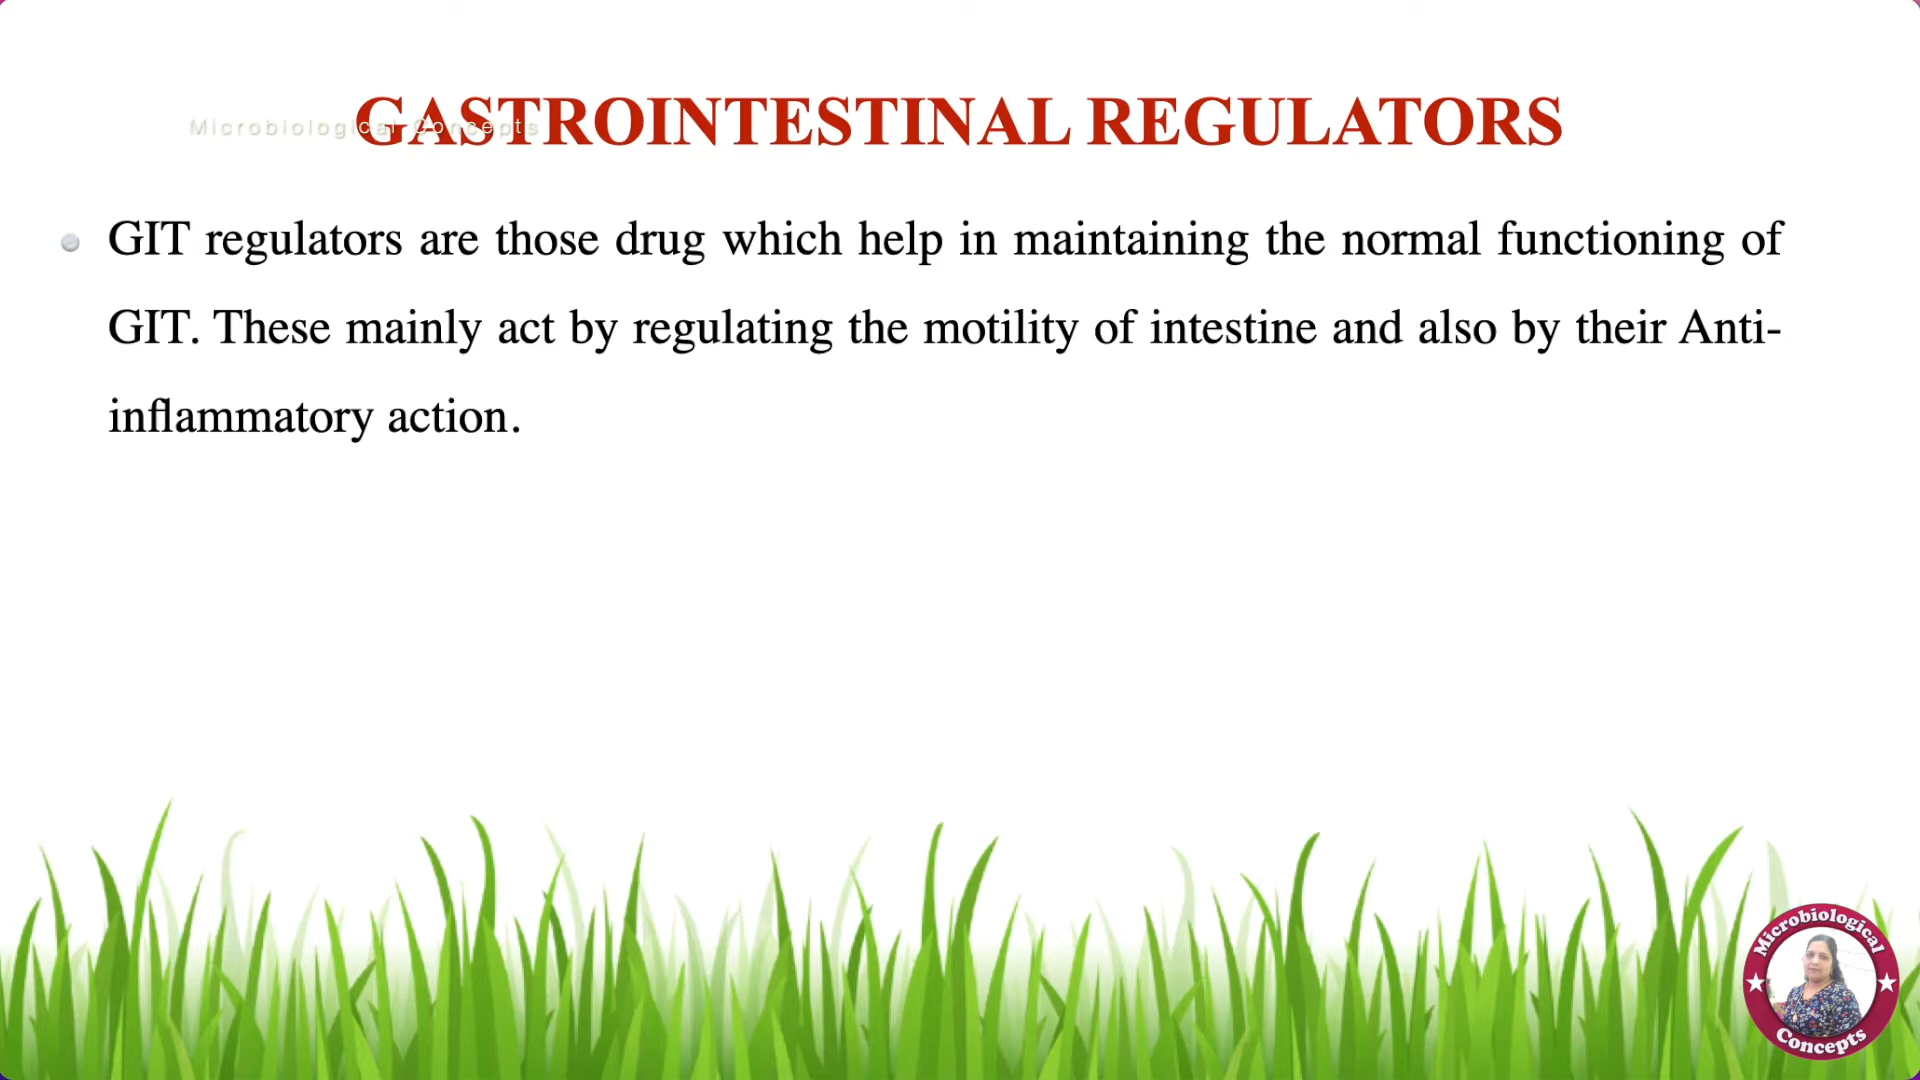 GASTROINTESTINAL REGULATORS
Microbiological Concepts
GIT regulators are those drug which help in maintaining the normal functioning of
GIT. These mainly act by regulating the motility of intestine and also by their Anti-
inflammatory action.
Microbiological
Concepts